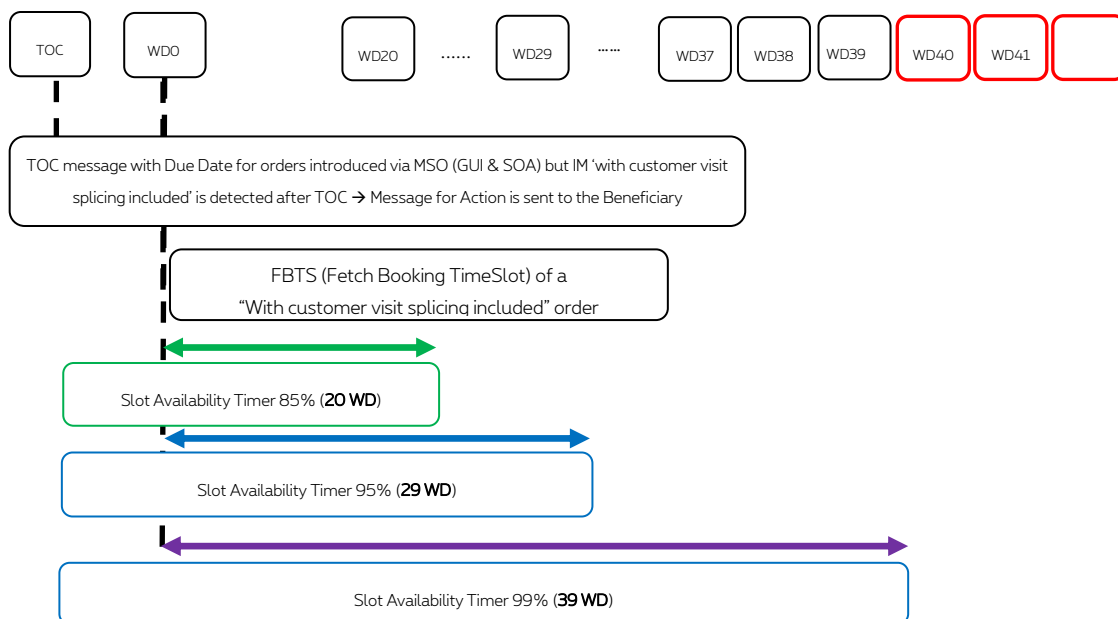 TOC
WD0
WD20
......
WD29
......
WD37
WD38
WD39
WD40
WD41
TOC message with Due Date for orders introduced via MSO (GUI & SOA) but IM ‘with customer visit
splicing included’ is detected after TOC → Message for Action is sent to the Beneficiary
FBTS (Fetch Booking TimeSlot) of a
“With customer visit splicing included” order
Slot Availability Timer 85% (20 WD)
Slot Availability Timer 95% (29 WD)
Slot Availability Timer 99% (39 WD)